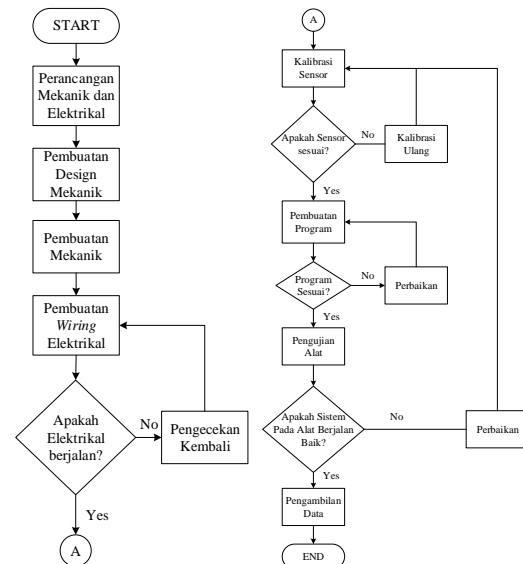 START
Perancangan
Mekanik dan
Elektrikal
Pembuatan
Design
Mekanik
Pembuatan
Mekanik
Pembuatan
Wiring
Elektrikal
Apakah
Elektrikal
berjalan?
No
Pengecekan
Kembali
Yes
A
A
Kalibrasi
Sensor
Apakah Sensor
sesuai?
No
Kalibrasi
Ulang
Yes
Pembuatan
Program
Program
Sesuai?
No
Perbaikan
Yes
Pengujian
Alat
Apakah Sistem
Pada Alat Berjalan
Baik?
No
Perbaikan
Yes
Pengambilan
Data
END